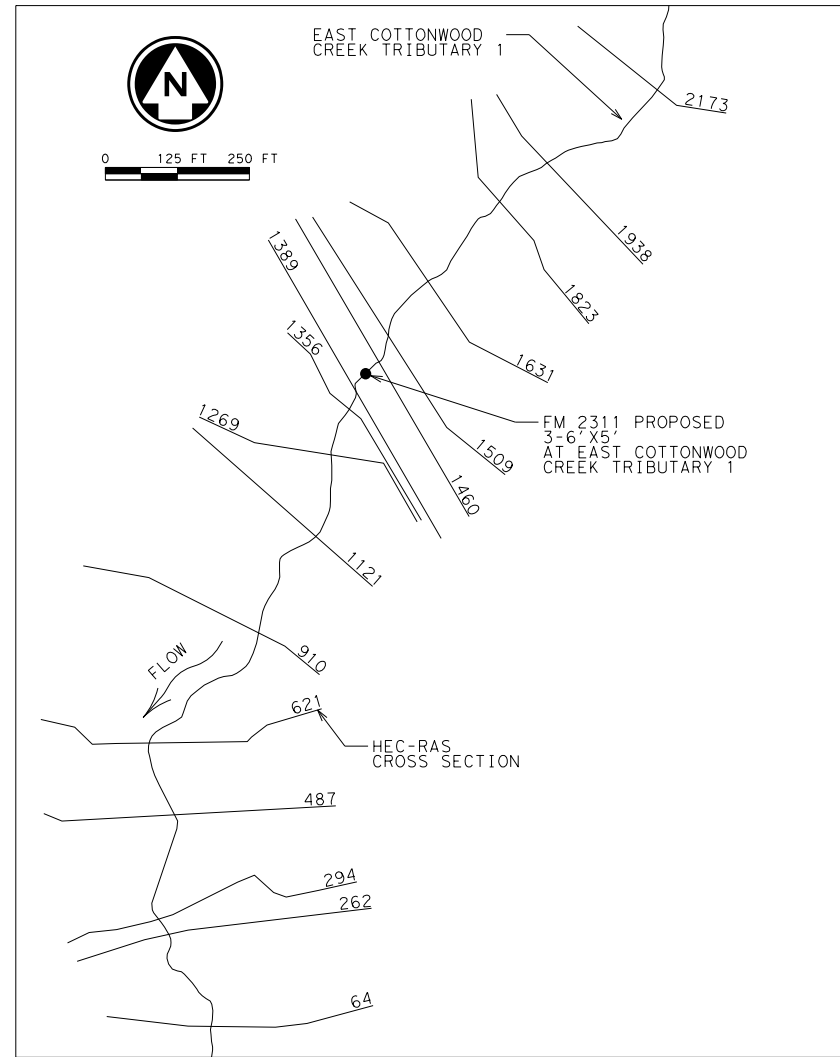 EAST COTTONWOOD
CREEK TRIBUTARY 1
N
0 125 FT 250 FT
2173
1938
1823
1631
1389
1356
1269
1509
1460
FM 2311 PROPOSED
3-6'X5'
AT EAST COTTONWOOD
CREEK TRIBUTARY 1
1121
910
FLOW
621
HEC-RAS
CROSS SECTION
487
294
262
64